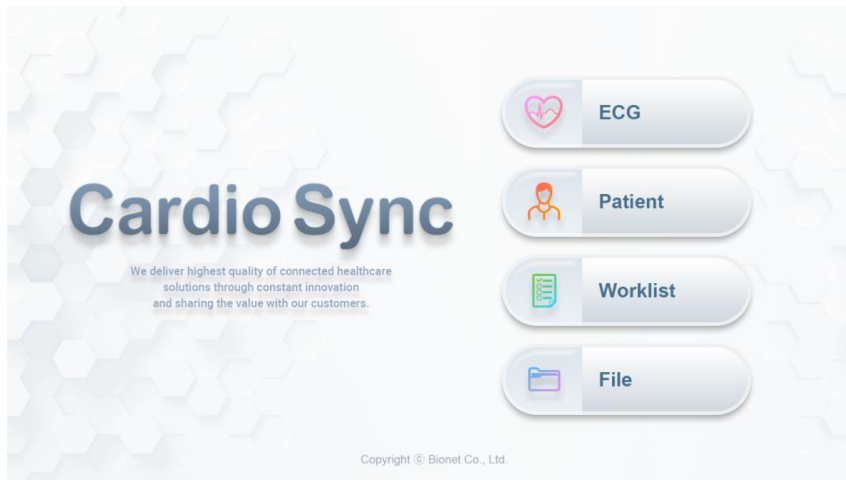 Cardio Sync
We deliver highest quality of connected healthcare
solutions through constant innovation
and sharing the value with our customers.
ECG
Patient
Worklist
File
Copyright ⓒ Bionet Co., Ltd.